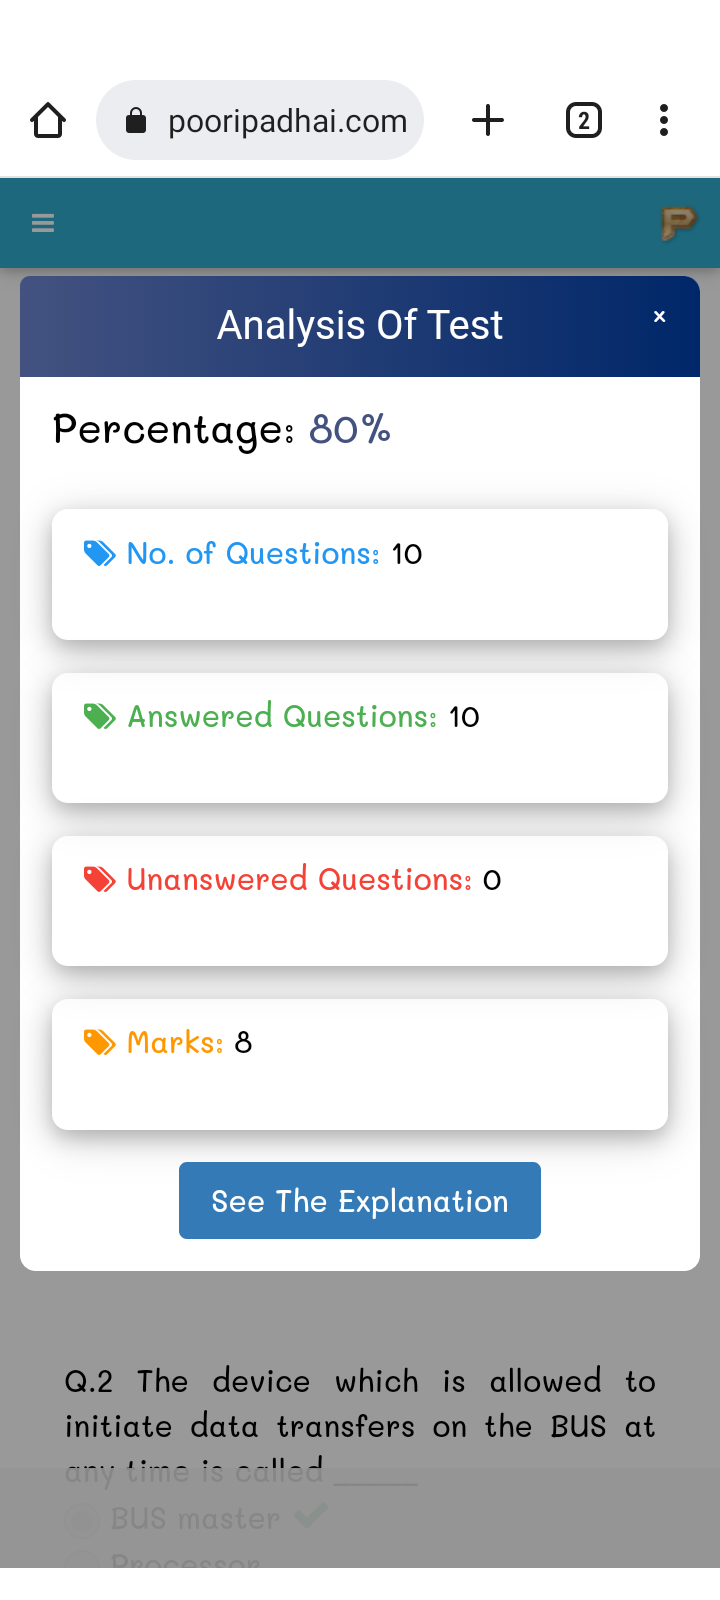 pooripadhai.com
2
P
Analysis Of Test
×
Percentage: 80%
No. of Questions: 10
Answered Questions: 10
Unanswered Questions: 0
Marks: 8
See The Explanation
Q.2 The device which is allowed to
initiate data transfers on the BUS at
any time is called ______
BUS master
Processor